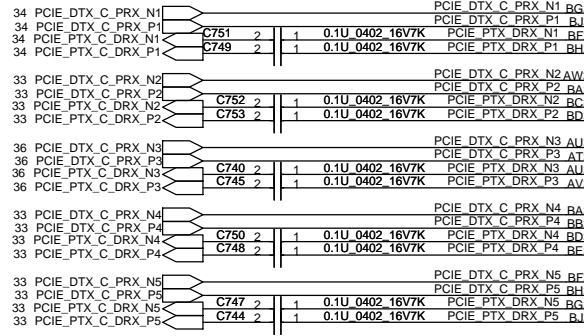 34 PCIE_DTX_C_PRX_N1 PCIE_DTX_C_PRX_N1 BG
34 PCIE_DTX_C_PRX_P1 PCIE_DTX_C_PRX_P1 BJ
34 PCIE_PTX_C_DRX_N1 C751 2 1 0.1U_0402_16V7K PCIE_PTX_DRX_N1 BF
34 PCIE_PTX_C_DRX_P1 C749 2 1 0.1U_0402_16V7K PCIE_PTX_DRX_P1 BH
33 PCIE_DTX_C_PRX_N2 PCIE_DTX_C_PRX_N2 AW
33 PCIE_DTX_C_PRX_P2 PCIE_DTX_C_PRX_P2 BA
33 PCIE_PTX_C_DRX_N2 C752 2 1 0.1U_0402_16V7K PCIE_PTX_DRX_N2 BC
33 PCIE_PTX_C_DRX_P2 C753 2 1 0.1U_0402_16V7K PCIE_PTX_DRX_P2 BD
36 PCIE_DTX_C_PRX_N3 PCIE_DTX_C_PRX_N3 AU
36 PCIE_DTX_C_PRX_P3 PCIE_DTX_C_PRX_P3 AT
36 PCIE_PTX_C_DRX_N3 C740 2 1 0.1U_0402_16V7K PCIE_PTX_DRX_N3 AU
36 PCIE_PTX_C_DRX_P3 C745 2 1 0.1U_0402_16V7K PCIE_PTX_DRX_P3 AV
33 PCIE_DTX_C_PRX_N4 PCIE_DTX_C_PRX_N4 BA
33 PCIE_DTX_C_PRX_P4 PCIE_DTX_C_PRX_P4 BB
33 PCIE_PTX_C_DRX_N4 C750 2 1 0.1U_0402_16V7K PCIE_PTX_DRX_N4 BD
33 PCIE_PTX_C_DRX_P4 C748 2 1 0.1U_0402_16V7K PCIE_PTX_DRX_P4 BE
33 PCIE_DTX_C_PRX_N5 PCIE_DTX_C_PRX_N5 BF
33 PCIE_DTX_C_PRX_P5 PCIE_DTX_C_PRX_P5 BH
33 PCIE_PTX_C_DRX_N5 C747 2 1 0.1U_0402_16V7K PCIE_PTX_DRX_N5 BG
33 PCIE_PTX_C_DRX_P5 C744 2 1 0.1U_0402_16V7K PCIE_PTX_DRX_P5 BJ